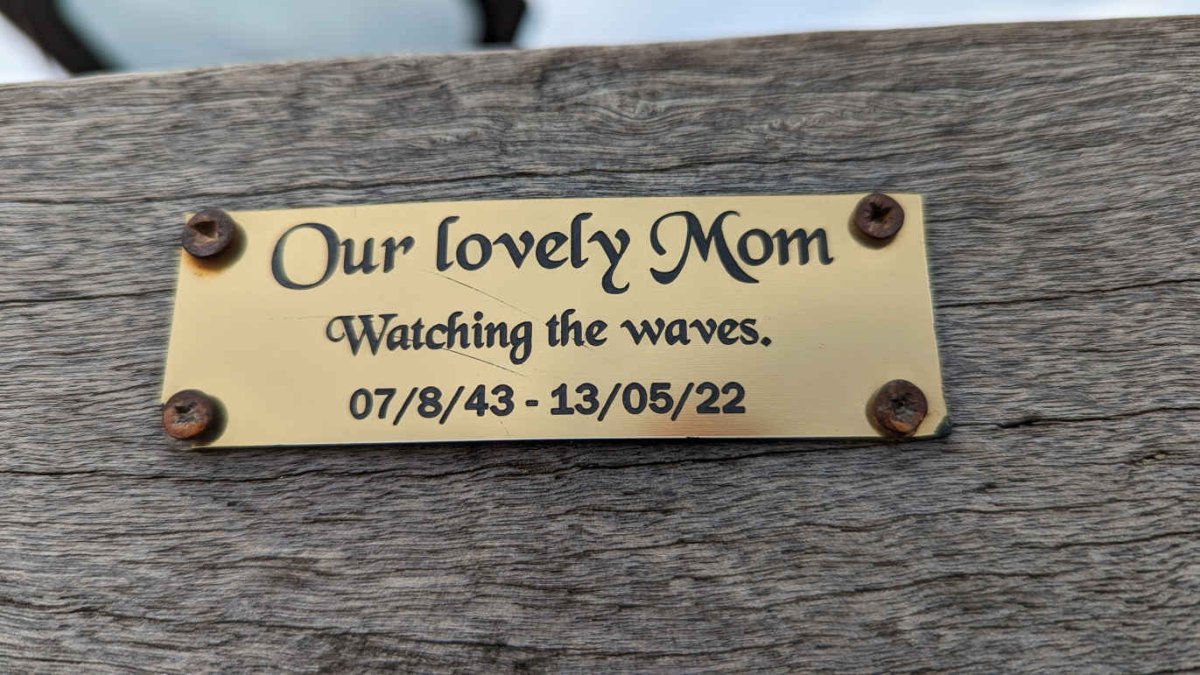 Our lovely Mom
Watching the waves.
07/8/43 - 13/05/22